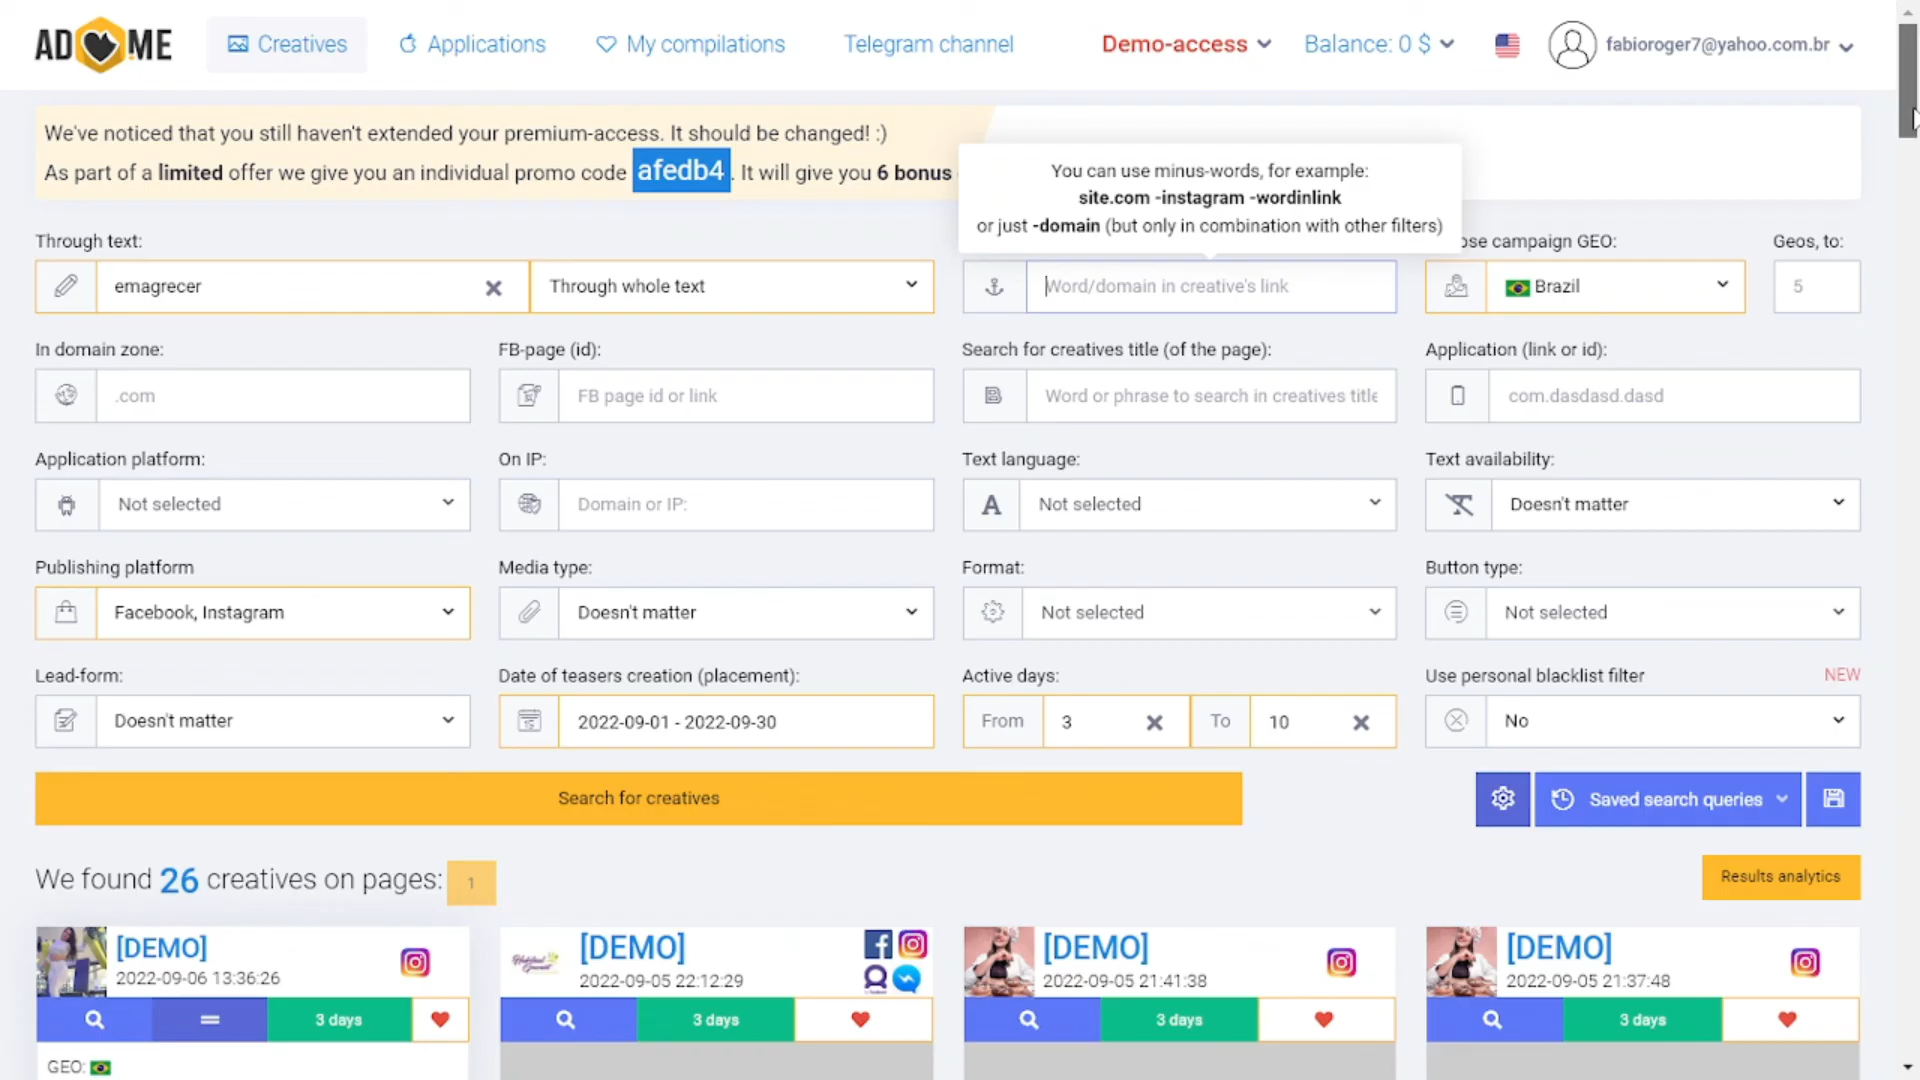 AD ME
Creatives
Applications
My compilations
Telegram channel
Demo-access
Balance: 0 $
fabioroger7@yahoo.com.br
We've noticed that you still haven't extended your premium-access. It should be changed! :)
As part of a limited offer we give you an individual promo code afedb4. It will give you 6 bonus
You can use minus-words, for example:
site.com -instagram -wordinlink
or just -domain (but only in combination with other filters)
Through text:
ose campaign GEO:
Geos, to:
emagrecer
Through whole text
Word/domain in creative's link
Brazil
5
In domain zone:
FB-page (id):
Search for creatives title (of the page):
Application (link or id):
.com
FB page id or link
Word or phrase to search in creatives title
com.dasdasd.dasd
Application platform:
On IP:
Text language:
Text availability:
Not selected
Domain or IP:
Not selected
Doesn't matter
Publishing platform
Media type:
Format:
Button type:
Facebook, Instagram
Doesn't matter
Not selected
Not selected
Lead-form:
Date of teasers creation (placement):
Active days:
Use personal blacklist filter
NEW
Doesn't matter
2022-09-01 - 2022-09-30
From
3
To
10
No
Search for creatives
Saved search queries
We found 26 creatives on pages:
1
Results analytics
[DEMO]
2022-09-06 13:36:26
[DEMO]
2022-09-05 22:12:29
[DEMO]
2022-09-05 21:41:38
[DEMO]
2022-09-05 21:37:48
3 days
3 days
3 days
3 days
GEO: